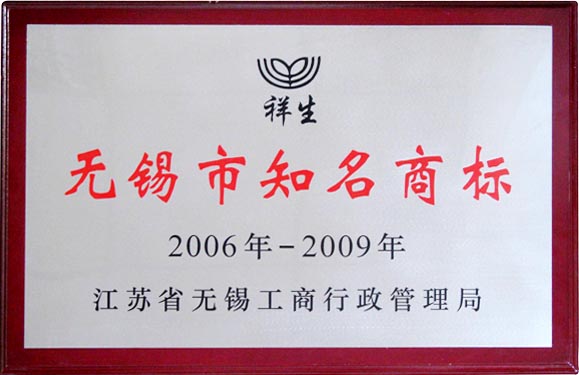 祥生
无锡市知名商标
2006年-2009年
江苏省无锡工商行政管理局